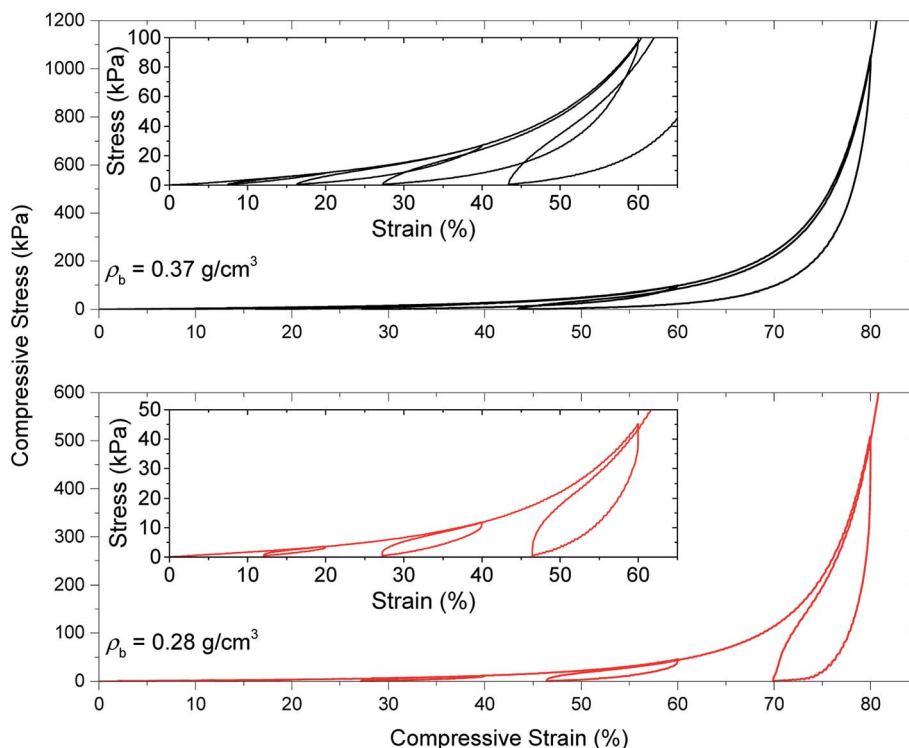 1200
1000
800
600
400
200
0
100
80
60
40
20
0
Stress (kPa)
0 10 20 30 40 50 60
Strain (%)
ρb = 0.37 g/cm³
0 10 20 30 40 50 60 70 80
Compressive Stress (kPa)
600
500
400
300
200
100
0
50
40
30
20
10
0
Stress (kPa)
0 10 20 30 40 50 60
Strain (%)
ρb = 0.28 g/cm³
0 10 20 30 40 50 60 70 80
Compressive Strain (%)